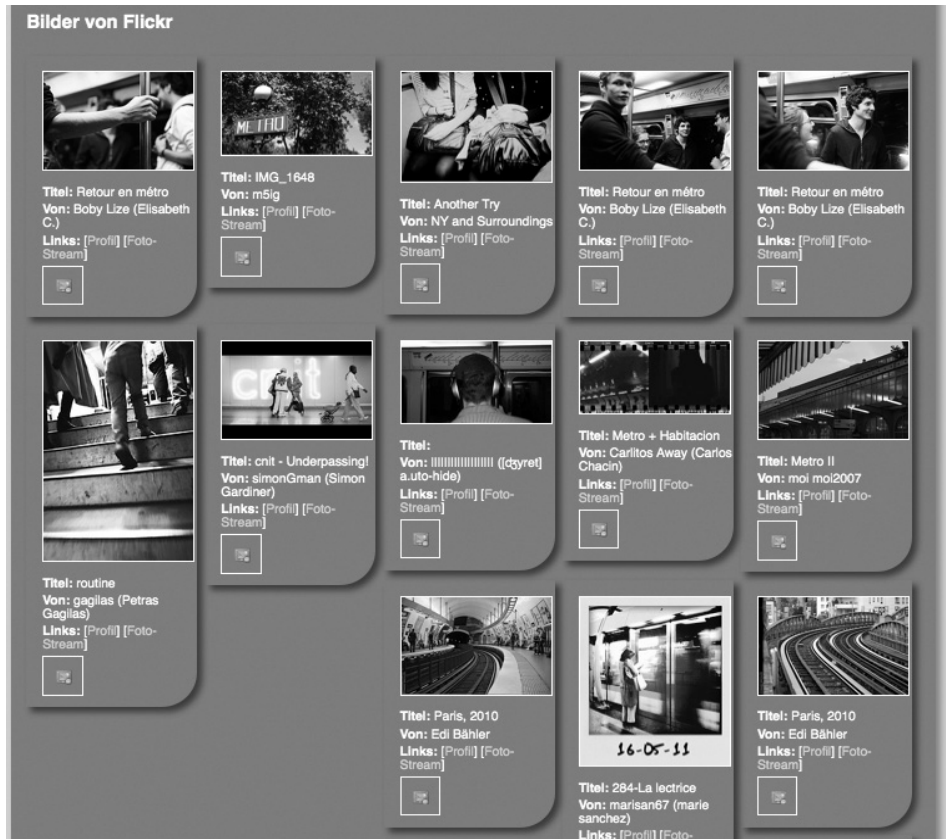 Bilder von Flickr
METRO
Titel: Retour en métro
Von: Boby Lize (Elisabeth
C.)
Links: [Profil] [Foto-
Stream]
Titel: IMG_1648
Von: m5ig
Links: [Profil] [Foto-
Stream]
Titel: Another Try
Von: NY and Surroundings
Links: [Profil] [Foto-
Stream]
Titel: Retour en métro
Von: Boby Lize (Elisabeth
C.)
Links: [Profil] [Foto-
Stream]
Titel: Retour en métro
Von: Boby Lize (Elisabeth
C.)
Links: [Profil] [Foto-
Stream]
Titel: routine
Von: gagilas (Petras
Gagilas)
Links: [Profil] [Foto-
Stream]
cnit
Titel: cnit - Underpassing!
Von: simonGman (Simon
Gardiner)
Links: [Profil] [Foto-
Stream]
Titel:
Von: ([ʤyret]
a.uto-hide)
Links: [Profil] [Foto-
Stream]
Titel: Metro + Habitacion
Von: Carlitos Away (Carlos
Chacin)
Links: [Profil] [Foto-
Stream]
Titel: Metro II
Von: moi moi2007
Links: [Profil] [Foto-
Stream]
Titel: Paris, 2010
Von: Edi Bähler
Links: [Profil] [Foto-
Stream]
16-05-11
Titel: 284-La lectrice
Von: marisan67 (marie
sanchez)
Links: [Profil] [Foto-
Titel: Paris, 2010
Von: Edi Bähler
Links: [Profil] [Foto-
Stream]